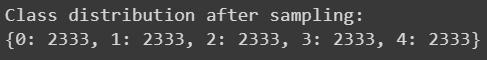 Class distribution after sampling:
{0: 2333, 1: 2333, 2: 2333, 3: 2333, 4: 2333}